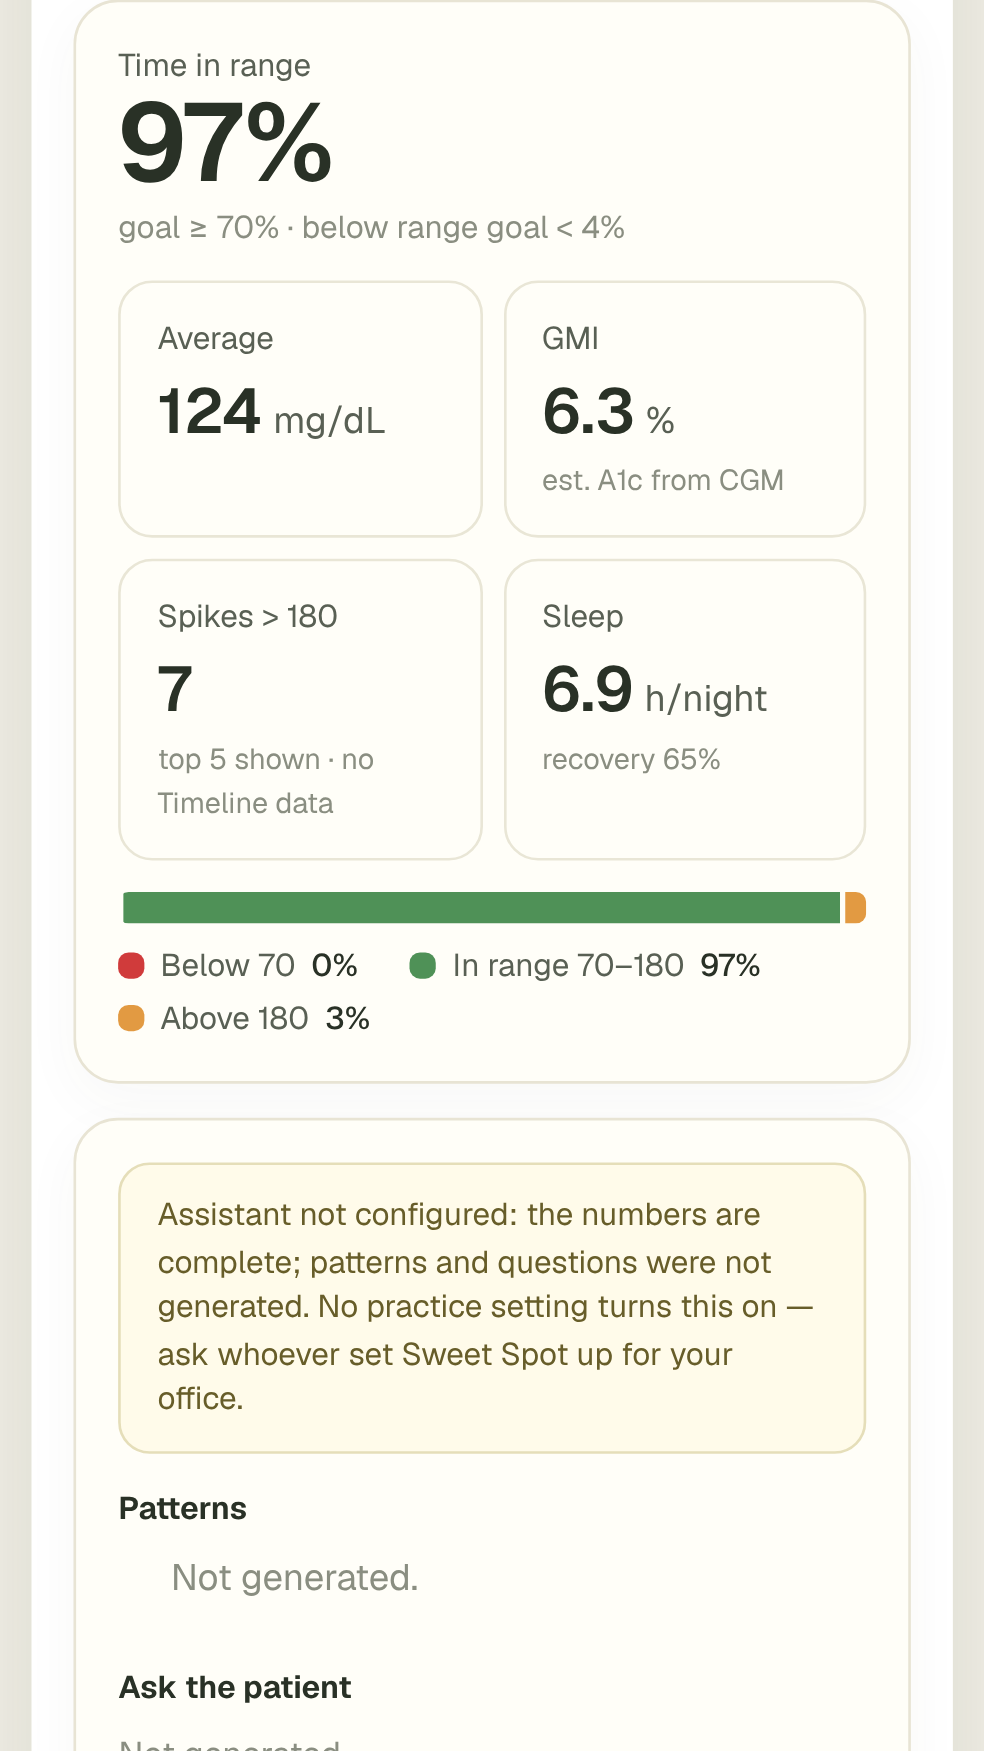 Time in range
97%
goal ≥ 70% · below range goal < 4%
Average
124 mg/dL
GMI
6.3 %
est. A1c from CGM
Spikes > 180
7
top 5 shown · no
Timeline data
Sleep
6.9 h/night
recovery 65%
Below 70 0% In range 70–180 97%
Above 180 3%
Assistant not configured: the numbers are
complete; patterns and questions were not
generated. No practice setting turns this on —
ask whoever set Sweet Spot up for your
office.
Patterns
Not generated.
Ask the patient
Not generated